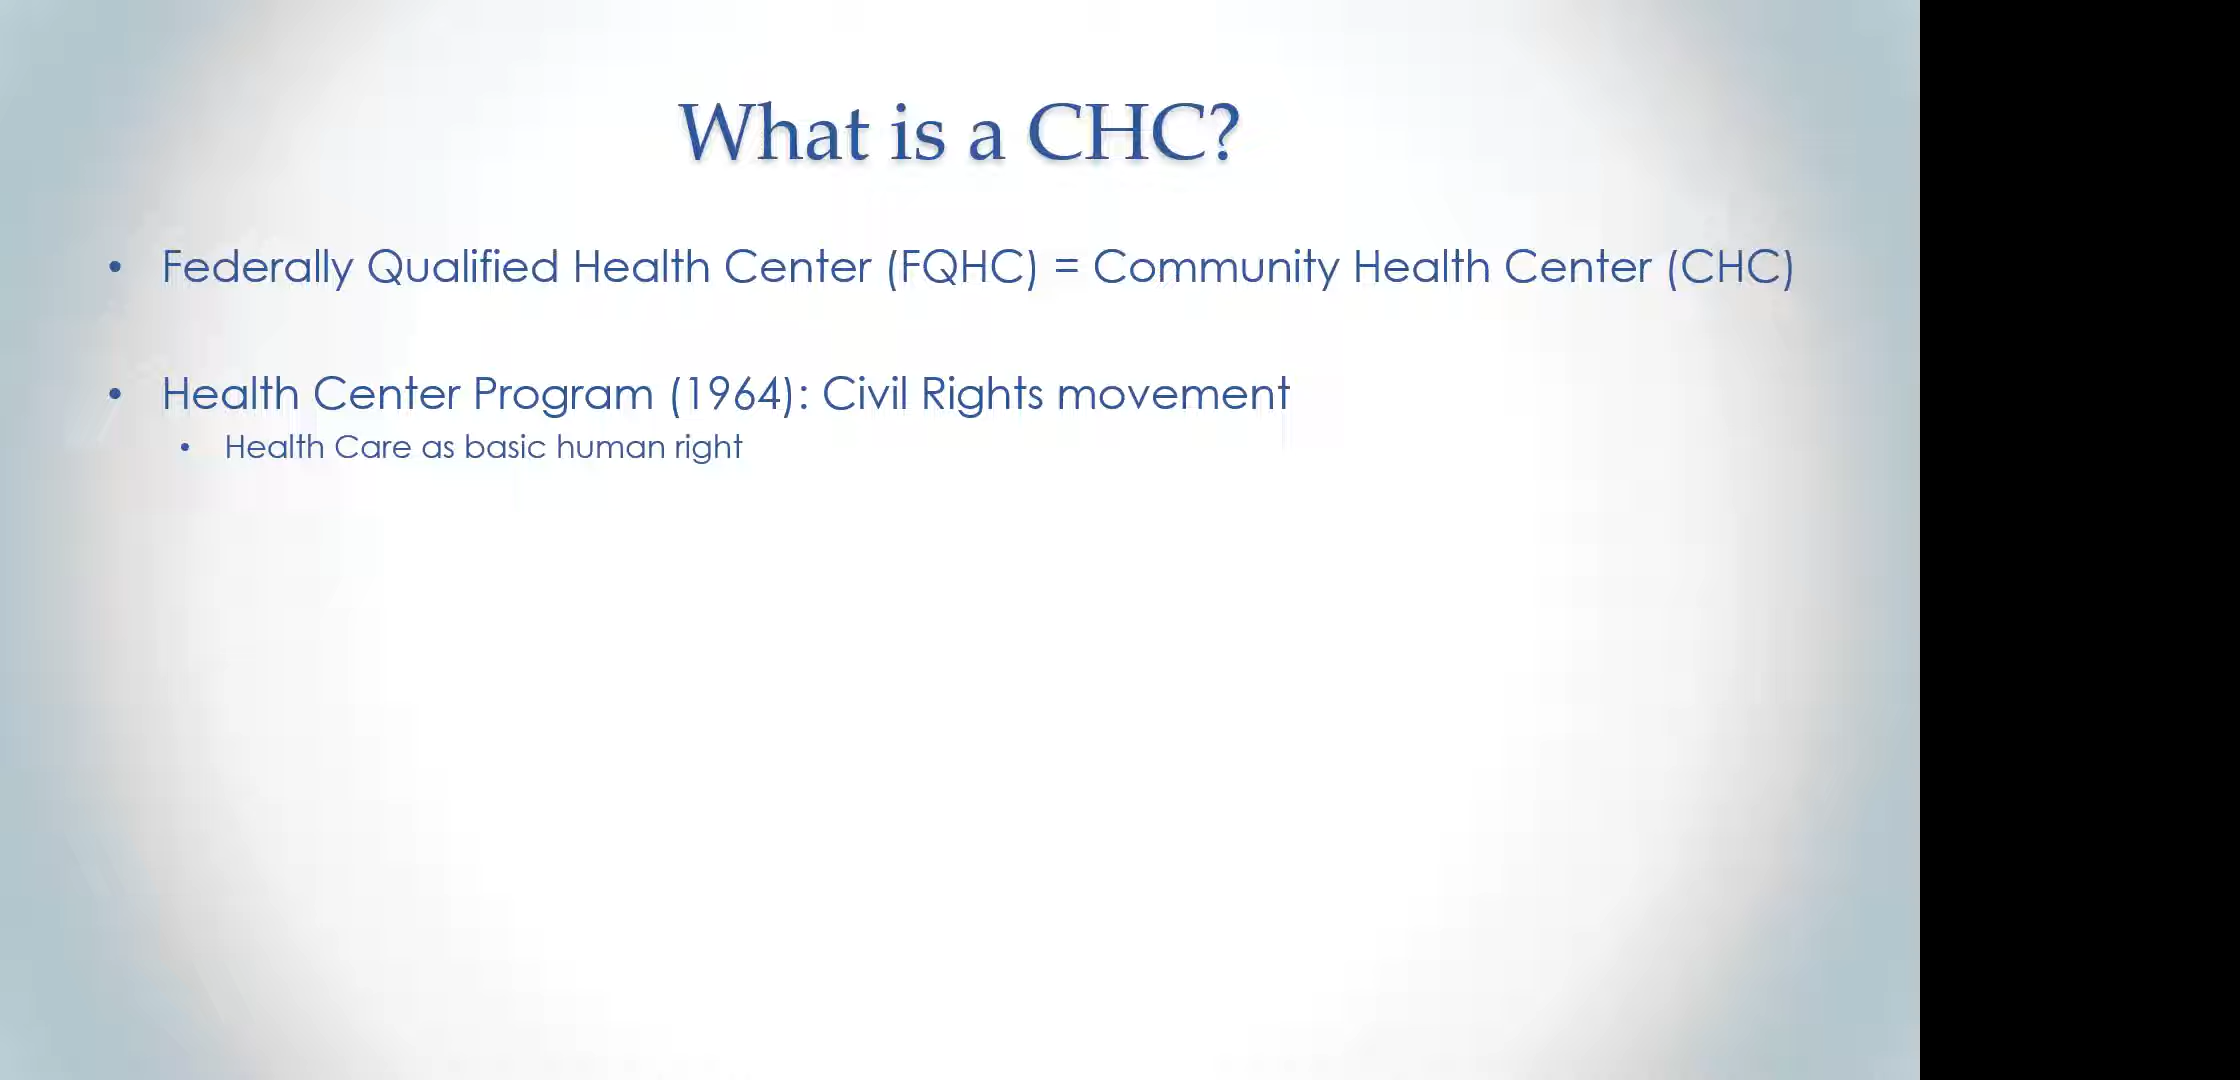 What is a CHC?
• Federally Qualified Health Center (FQHC) = Community Health Center (CHC)
• Health Center Program (1964): Civil Rights movement
• Health Care as basic human right